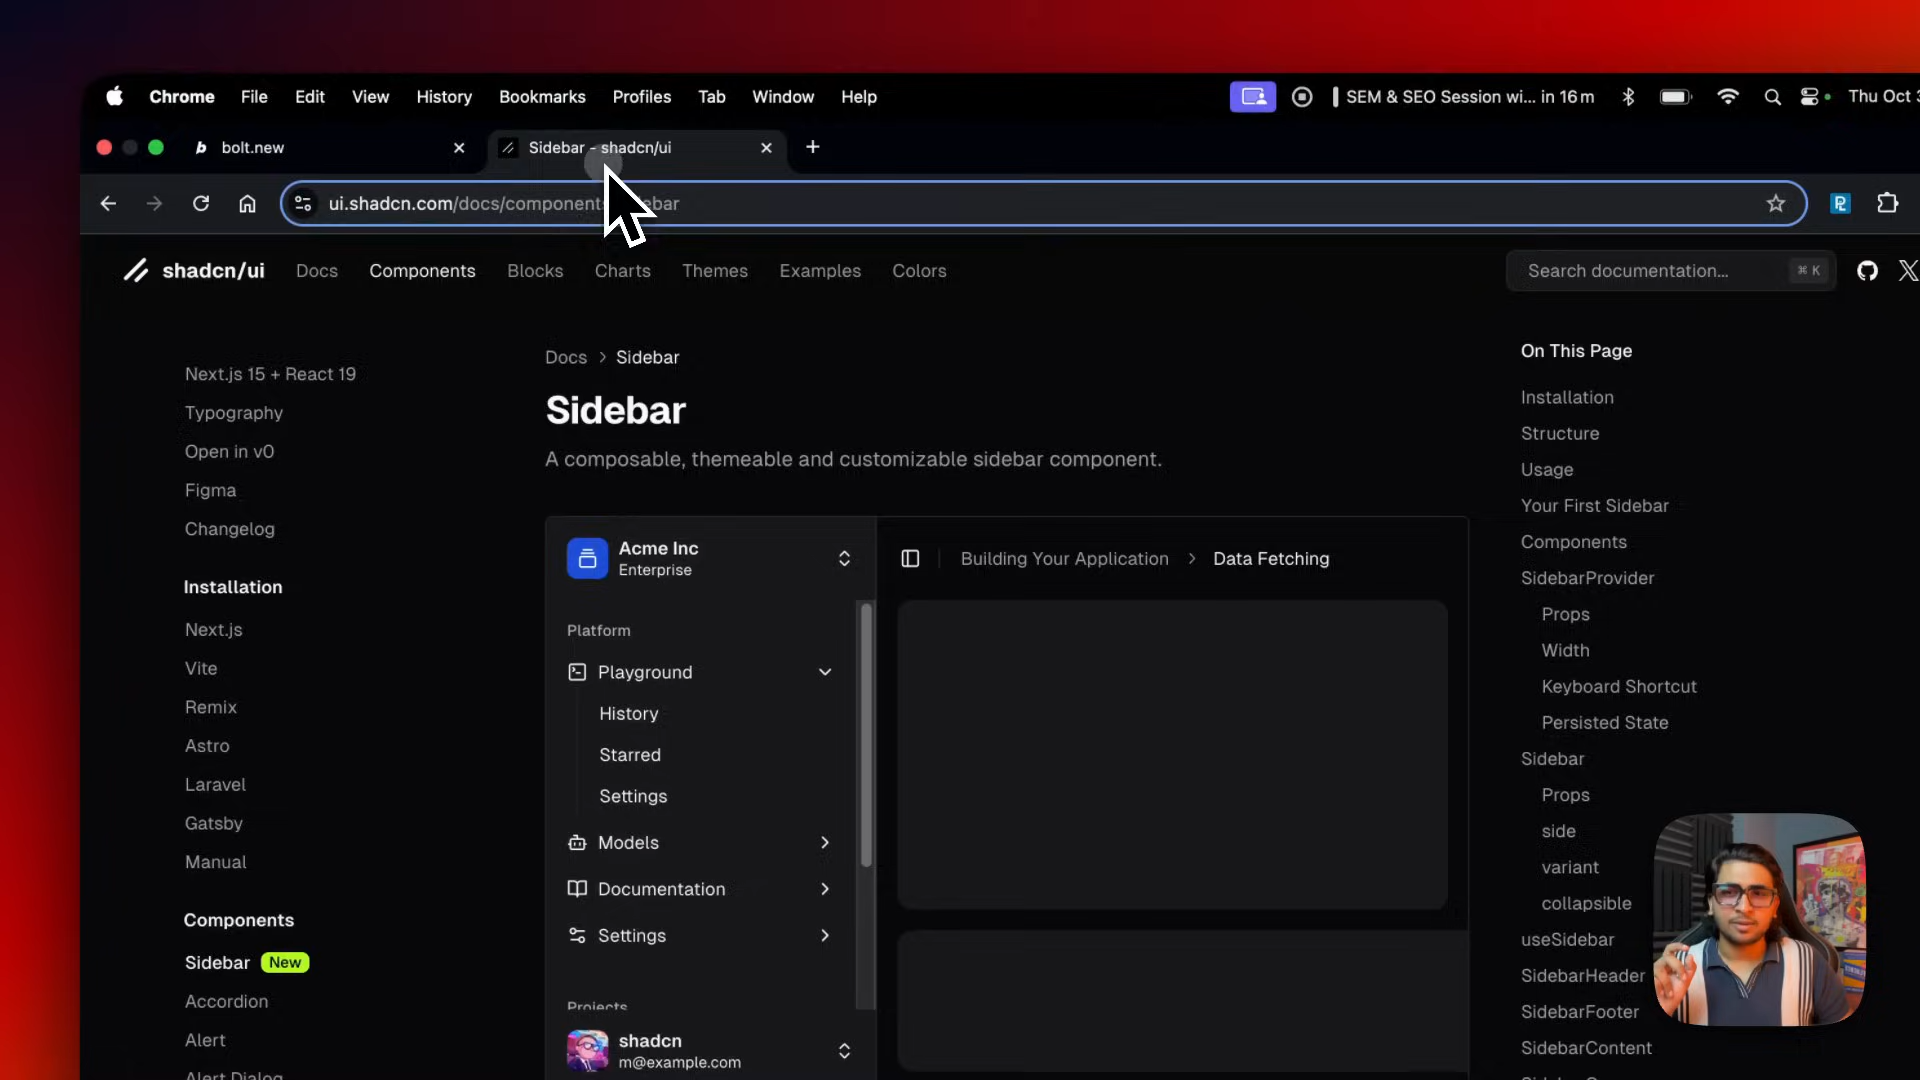 Chrome File Edit View History Bookmarks Profiles Tab Window Help SEM & SEO Session wi... in 16 m Thu Oct
bolt.new Sidebar - shadcn/ui
ui.shadcn.com/docs/component ebar
shadcn/ui Docs Components Blocks Charts Themes Examples Colors Search documentation... ⌘ K
Next.js 15 + React 19
Typography
Open in v0
Figma
Changelog
Installation
Next.js
Vite
Remix
Astro
Laravel
Gatsby
Manual
Components
Sidebar New
Accordion
Alert
Alert Dialog
Docs > Sidebar
Sidebar
A composable, themeable and customizable sidebar component.
Acme Inc
Enterprise
Platform
Playground
History
Starred
Settings
Models
Documentation
Settings
Projects
shadcn
m@example.com
Building Your Application > Data Fetching
On This Page
Installation
Structure
Usage
Your First Sidebar
Components
SidebarProvider
Props
Width
Keyboard Shortcut
Persisted State
Sidebar
Props
side
variant
collapsible
useSidebar
SidebarHeader
SidebarFooter
SidebarContent